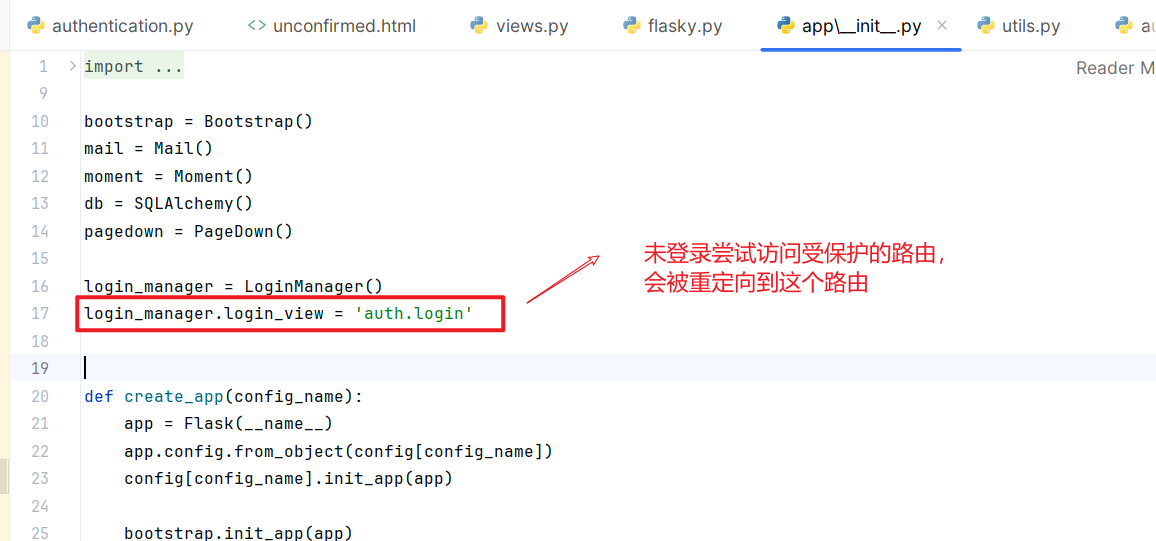 authentication.py <> unconfirmed.html views.py flasky.py app\__init__.py × utils.py au
1 > import ... Reader M
9
10 bootstrap = Bootstrap()
11 mail = Mail()
12 moment = Moment()
13 db = SQLAlchemy()
14 pagedown = PageDown()
未登录尝试访问受保护的路由，
15
会被重定向到这个路由
16 login_manager = LoginManager()
17 login_manager.login_view = 'auth.login'
18
19
20 def create_app(config_name):
21     app = Flask(__name__)
22     app.config.from_object(config[config_name])
23     config[config_name].init_app(app)
24
25     bootstrap.init_app(app)